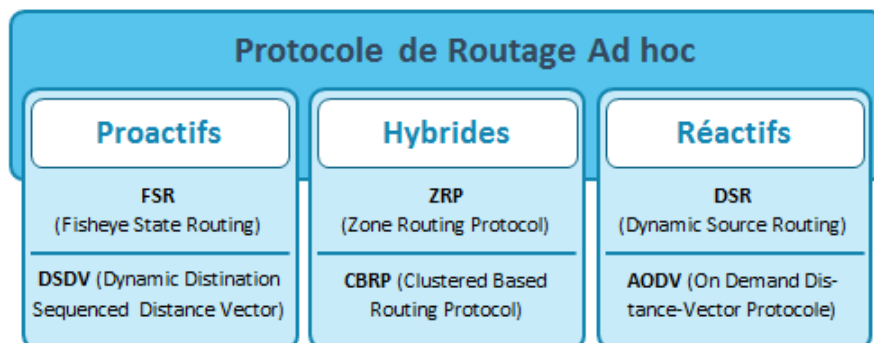 Protocole de Routage Ad hoc
Proactifs
FSR
(Fisheye State Routing)
DSDV (Dynamic Distination
Sequenced Distance Vector)
Hybrides
ZRP
(Zone Routing Protocol)
CBRP (Clustered Based
Routing Protocol)
Réactifs
DSR
(Dynamic Source Routing)
AODV (On Demand Dis-
tance-Vector Protocole)